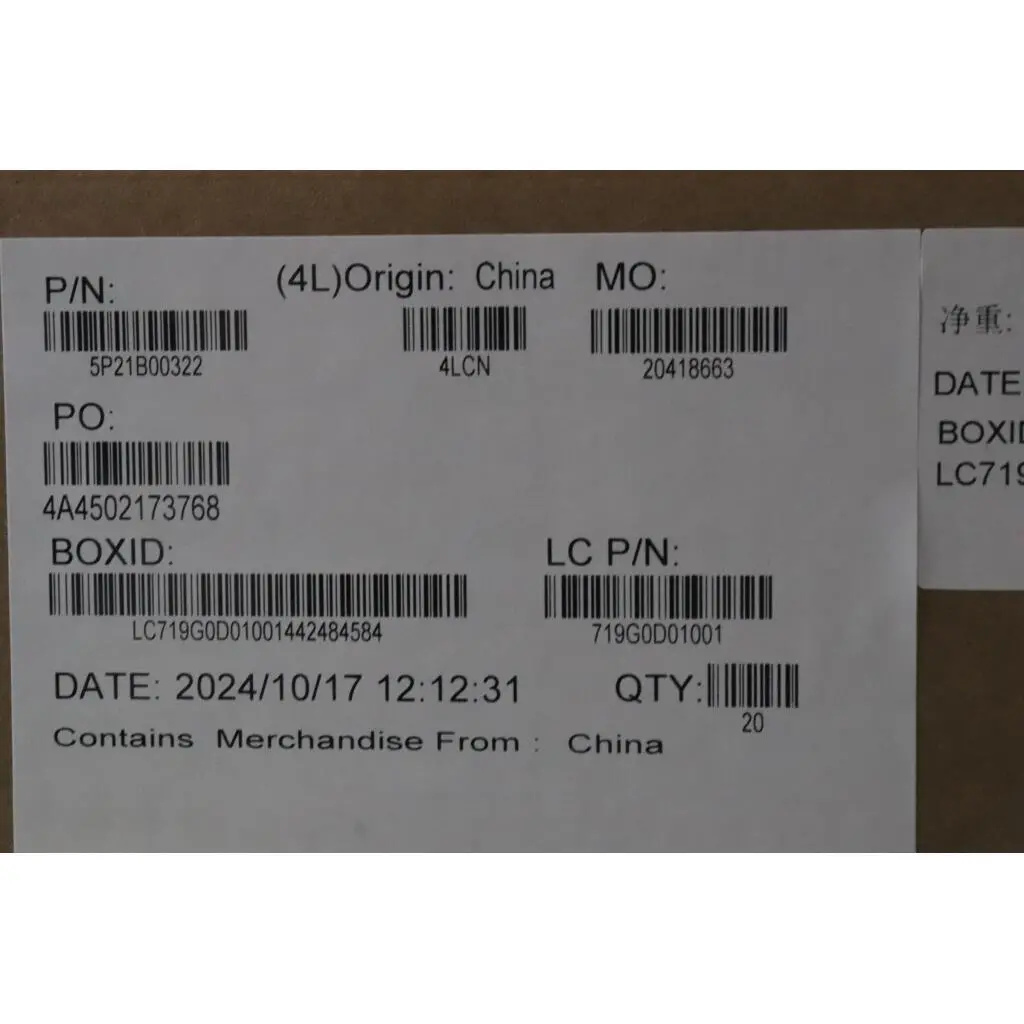 P/N:
(4L)Origin: China
MO:
5P21B00322
4LCN
20418663
PO:
4A4502173768
BOXID:
LC P/N:
LC719G0D01001442484584
719G0D01001
DATE: 2024/10/17 12:12:31
QTY:
20
Contains Merchandise From : China
净重:
DATE
BOXID
LC719